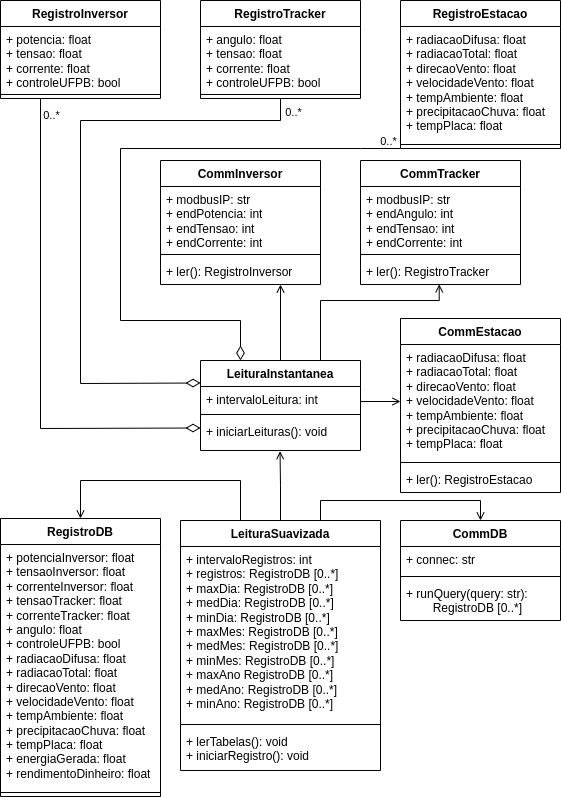 RegistroInversor
+ potencia: float
+ tensao: float
+ corrente: float
+ controleUFPB: bool
RegistroTracker
+ angulo: float
+ tensao: float
+ corrente: float
+ controleUFPB: bool
RegistroEstacao
+ radiacaoDifusa: float
+ radiacaoTotal: float
+ direcaoVento: float
+ velocidadeVento: float
+ tempAmbiente: float
+ precipitacaoChuva: float
+ tempPlaca: float
0..*
0..*
0..*
CommInversor
+ modbusIP: str
+ endPotencia: int
+ endTensao: int
+ endCorrente: int
+ ler(): RegistroInversor
CommTracker
+ modbusIP: str
+ endAngulo: int
+ endTensao: int
+ endCorrente: int
+ ler(): RegistroTracker
LeituraInstantanea
+ intervaloLeitura: int
+ iniciarLeituras(): void
CommEstacao
+ radiacaoDifusa: float
+ radiacaoTotal: float
+ direcaoVento: float
+ velocidadeVento: float
+ tempAmbiente: float
+ precipitacaoChuva: float
+ tempPlaca: float
+ ler(): RegistroEstacao
RegistroDB
+ potenciaInversor: float
+ tensaoInversor: float
+ correnteInversor: float
+ tensaoTracker: float
+ correnteTracker: float
+ angulo: float
+ controleUFPB: bool
+ radiacaoDifusa: float
+ radiacaoTotal: float
+ direcaoVento: float
+ velocidadeVento: float
+ tempAmbiente: float
+ precipitacaoChuva: float
+ tempPlaca: float
+ energiaGerada: float
+ rendimentoDinheiro: float
LeituraSuavizada
+ intervaloRegistros: int
+ registros: RegistroDB [0..*]
+ maxDia: RegistroDB [0..*]
+ medDia: RegistroDB [0..*]
+ minDia: RegistroDB [0..*]
+ maxMes: RegistroDB [0..*]
+ medMes: RegistroDB [0..*]
+ minMes: RegistroDB [0..*]
+ maxAno RegistroDB [0..*]
+ medAno: RegistroDB [0..*]
+ minAno: RegistroDB [0..*]
+ lerTabelas(): void
+ iniciarRegistro(): void
CommDB
+ connec: str
+ runQuery(query: str):
RegistroDB [0..*]